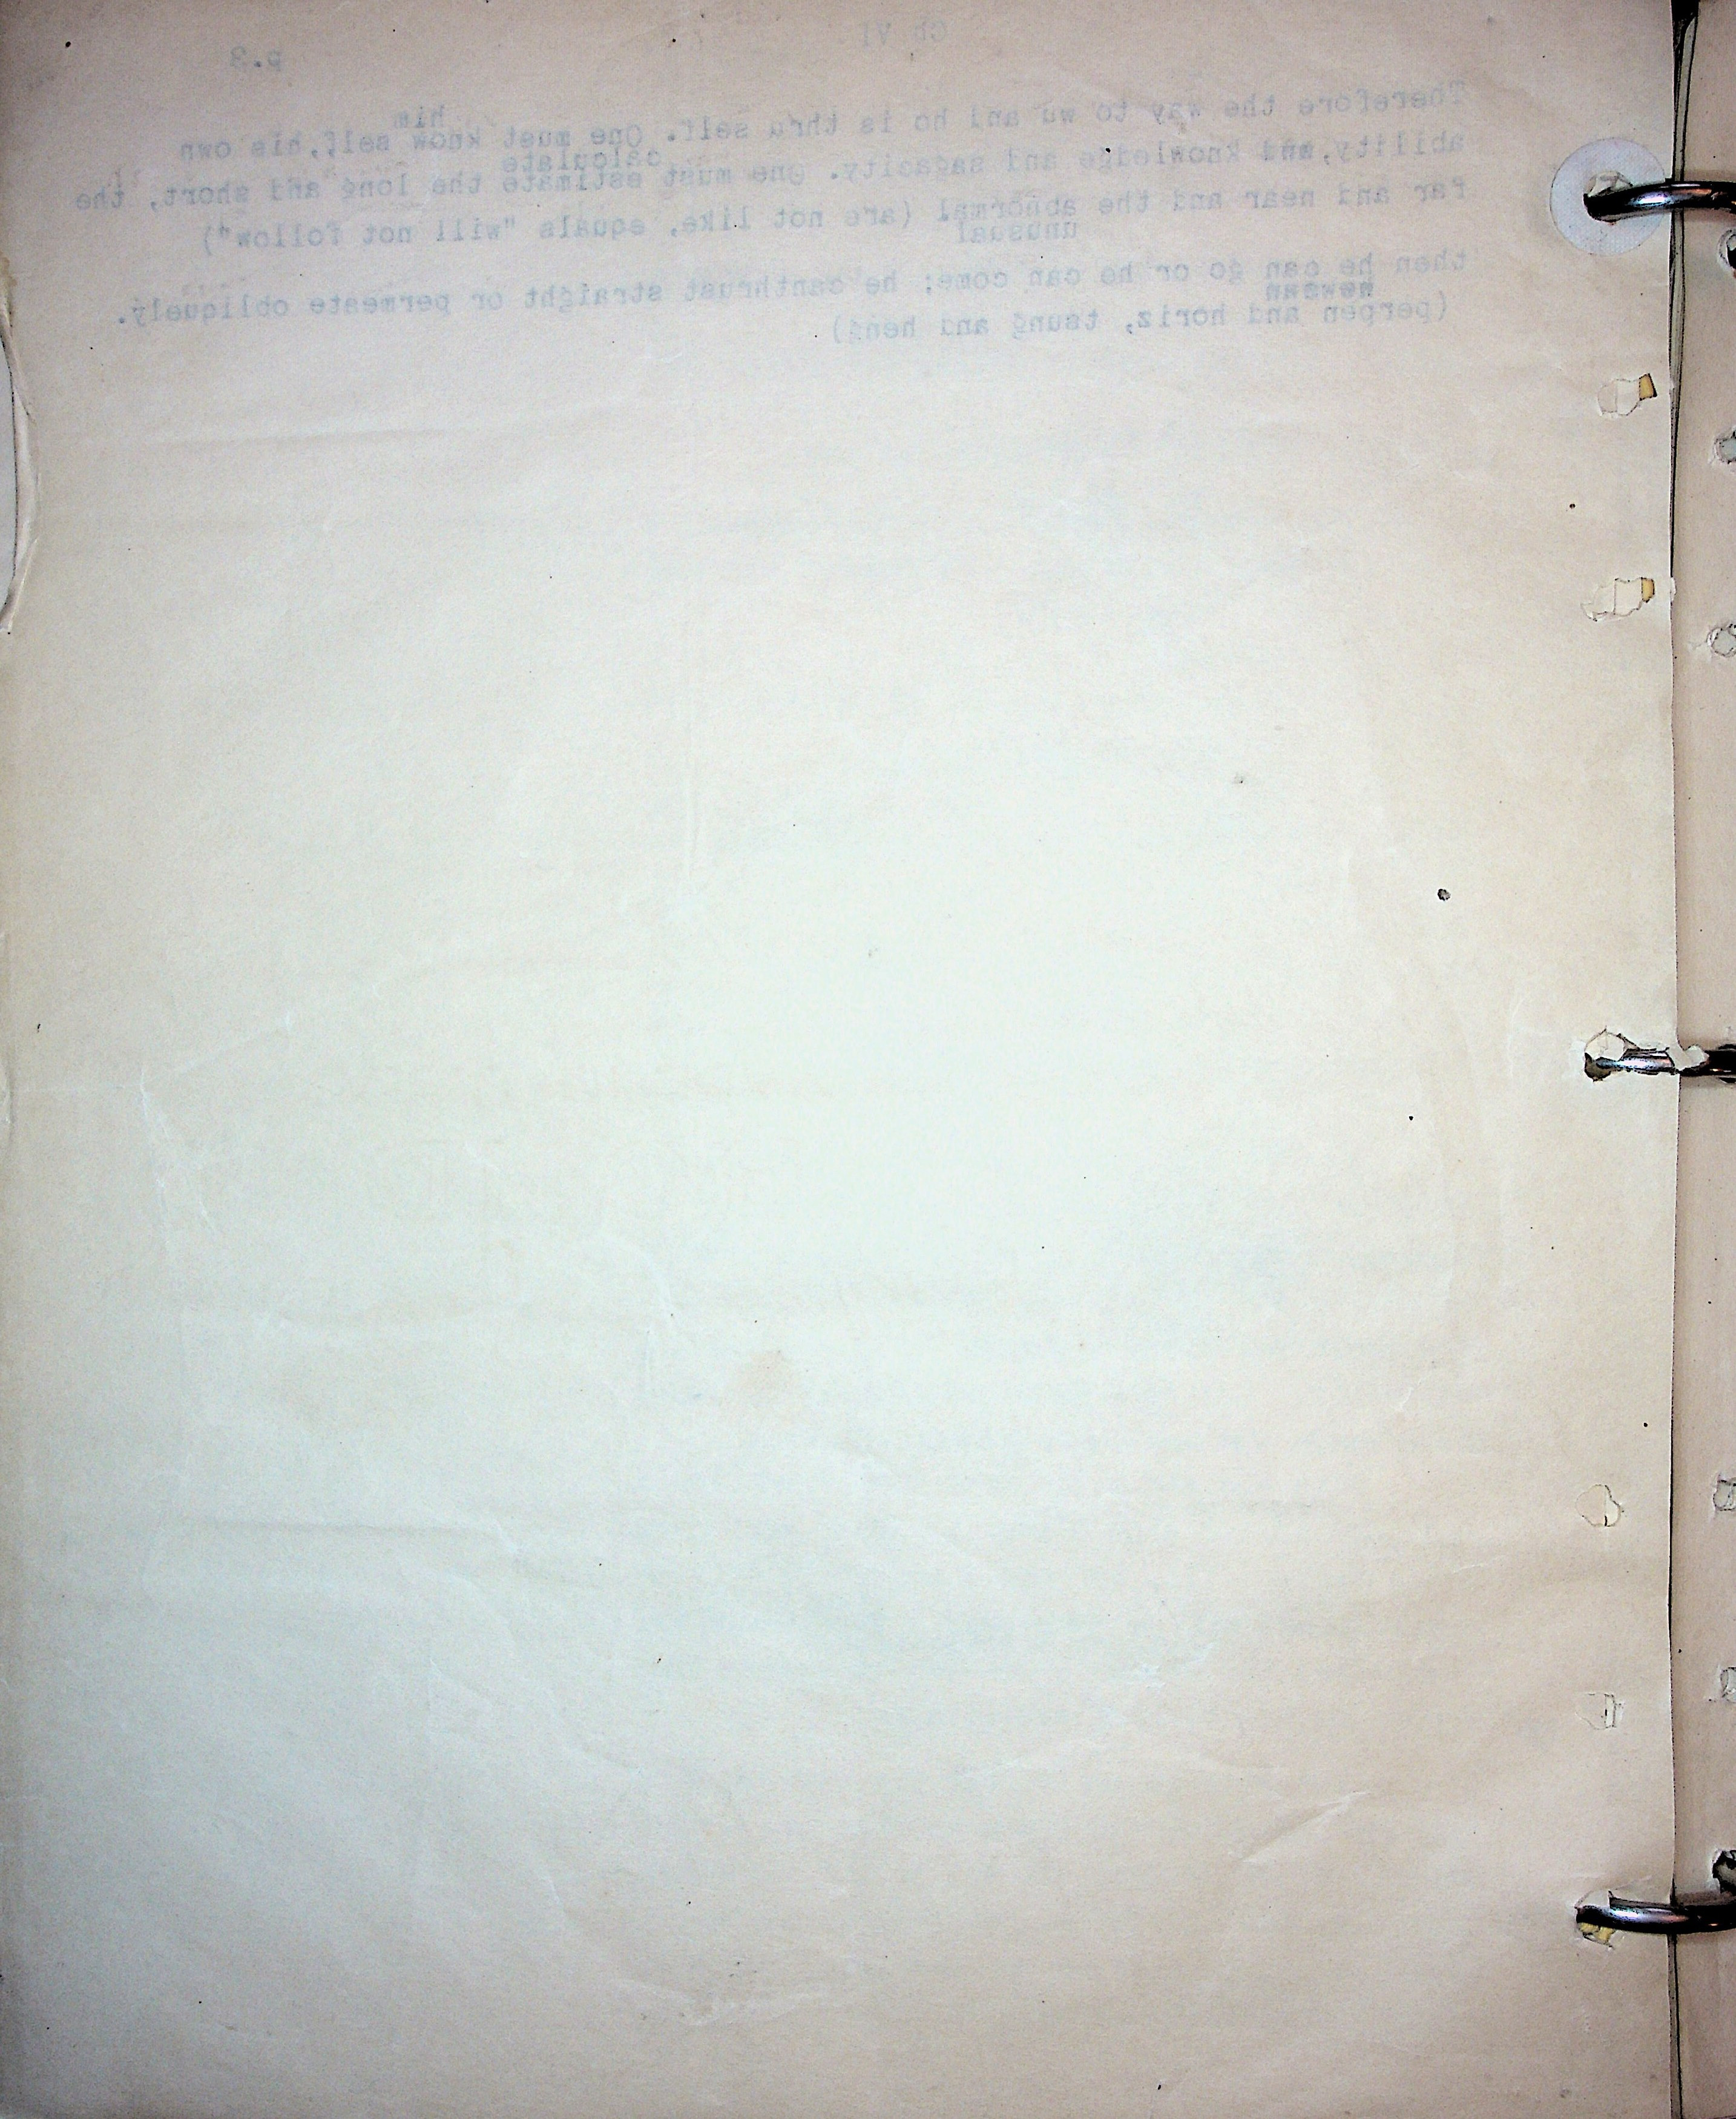 Ch VI
p.3
Therefore the way to wu and ho is thru self. One must know him self, his own
ability, and knowledge and sagacity. One must estimate the long and short, the
calculate
far and near and the abnormal (are not like, equals "will not follow")
unusual
then he can go or he can come; he canthrust straight or permeate obliquely.
(perpen and horiz, tsung and heng)